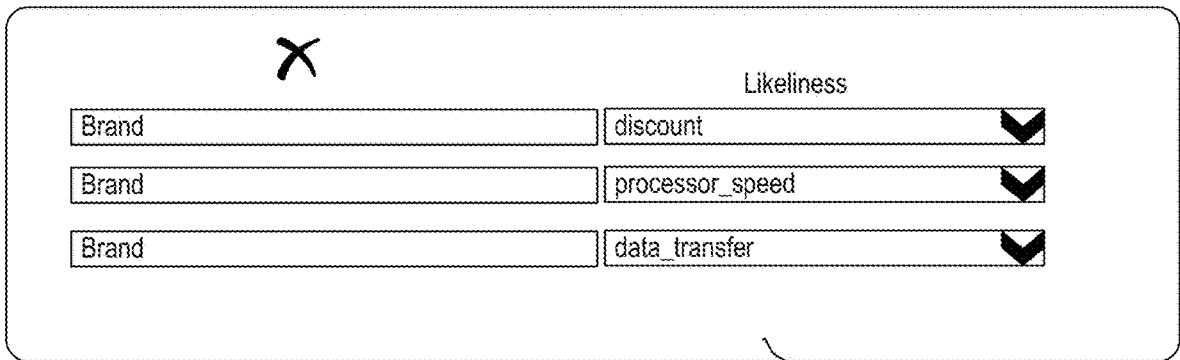 Likeliness
Brand discount
Brand processor_speed
Brand data_transfer